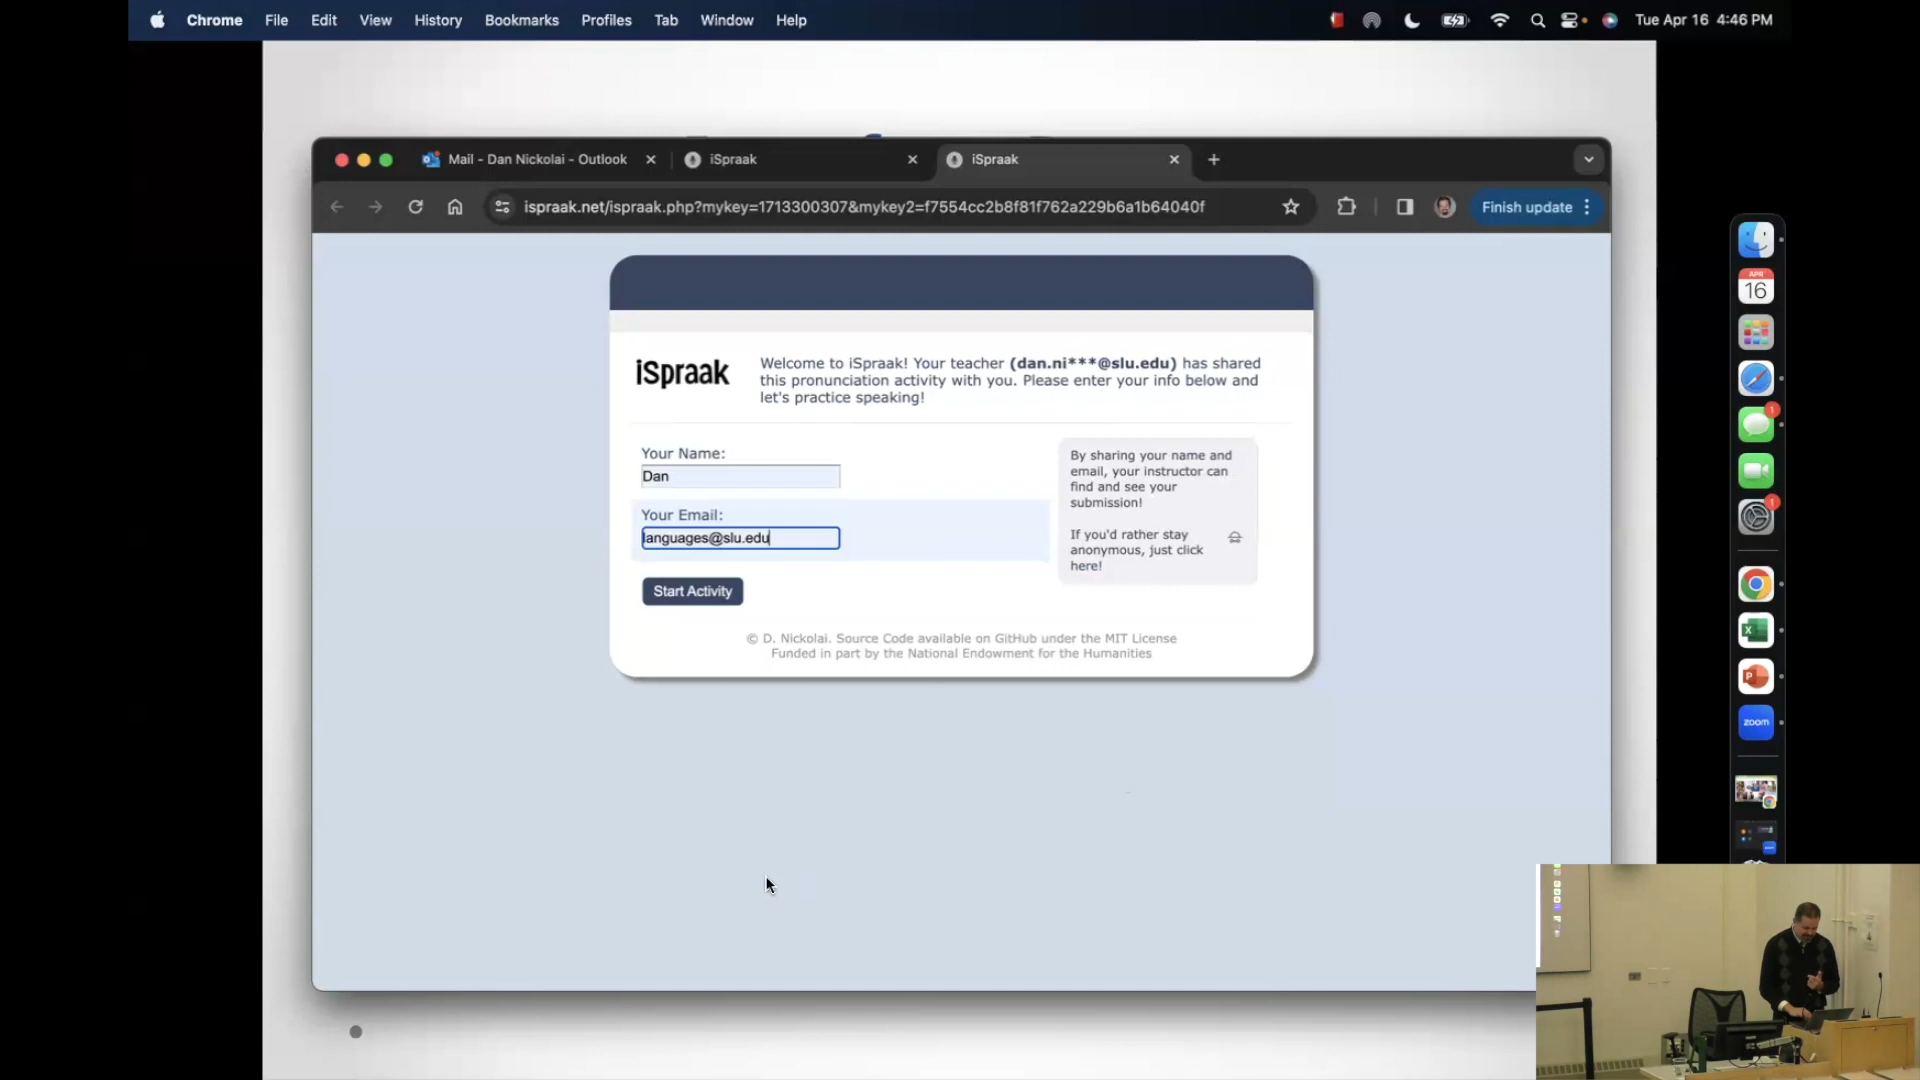 Chrome File Edit View History Bookmarks Profiles Tab Window Help Tue Apr 16 4:46 PM
Mail - Dan Nickolai - Outlook iSpraak iSpraak
ispraak.net/ispraak.php?mykey=1713300307&mykey2=f7554cc2b8f81f762a229b6a1b64040f Finish update
iSpraak
Welcome to iSpraak! Your teacher (dan.ni***@slu.edu) has shared
this pronunciation activity with you. Please enter your info below and
let's practice speaking!
Your Name:
Dan
Your Email:
languages@slu.edu
Start Activity
By sharing your name and
email, your instructor can
find and see your
submission!
If you'd rather stay
anonymous, just click
here!
© D. Nickolai. Source Code available on GitHub under the MIT License
Funded in part by the National Endowment for the Humanities
APR
16
1
1
X
P
zoom